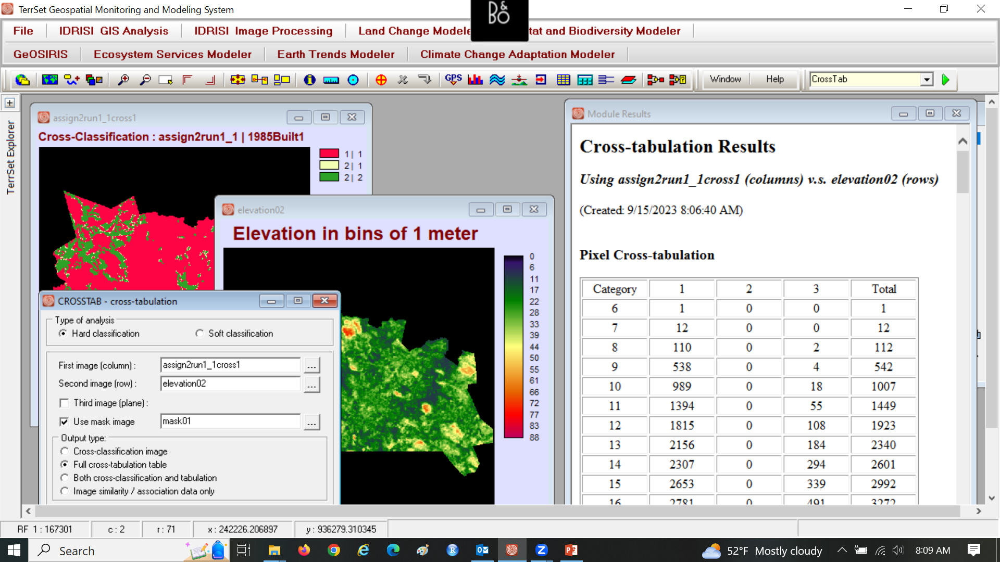 TerrSet Geospatial Monitoring and Modeling System
B&O
File IDRISI GIS Analysis IDRISI Image Processing Land Change Modele tat and Biodiversity Modeler
GeOSIRIS Ecosystem Services Modeler Earth Trends Modeler Climate Change Adaptation Modeler
GPS Window Help CrossTab
TerrSet Explorer
assign2run1_1cross1
Cross-Classification : assign2run1_1 | 1985Built1
1 | 1
2 | 1
2 | 2
elevation02
Elevation in bins of 1 meter
0
6
11
17
22
28
33
39
44
50
55
61
66
72
77
83
88
CROSSTAB - cross-tabulation
Type of analysis
Hard classification Soft classification
First image (column) : assign2run1_1cross1 ...
Second image (row) : elevation02 ...
Third image (plane) :
Use mask image mask01 ...
Output type:
Cross-classification image
Full cross-tabulation table
Both cross-classification and tabulation
Image similarity / association data only
Module Results
Cross-tabulation Results
Using assign2run1_1cross1 (columns) v.s. elevation02 (rows)
(Created: 9/15/2023 8:06:40 AM)
Pixel Cross-tabulation
Category 1 2 3 Total
6 1 0 0 1
7 12 0 0 12
8 110 0 2 112
9 538 0 4 542
10 989 0 18 1007
11 1394 0 55 1449
12 1815 0 108 1923
13 2156 0 184 2340
14 2307 0 294 2601
15 2653 0 339 2992
16 2781 0 491 3272
RF 1 : 167301 c : 2 r : 71 x : 242226.206897 y : 936279.310345
Search 52°F Mostly cloudy 8:09 AM